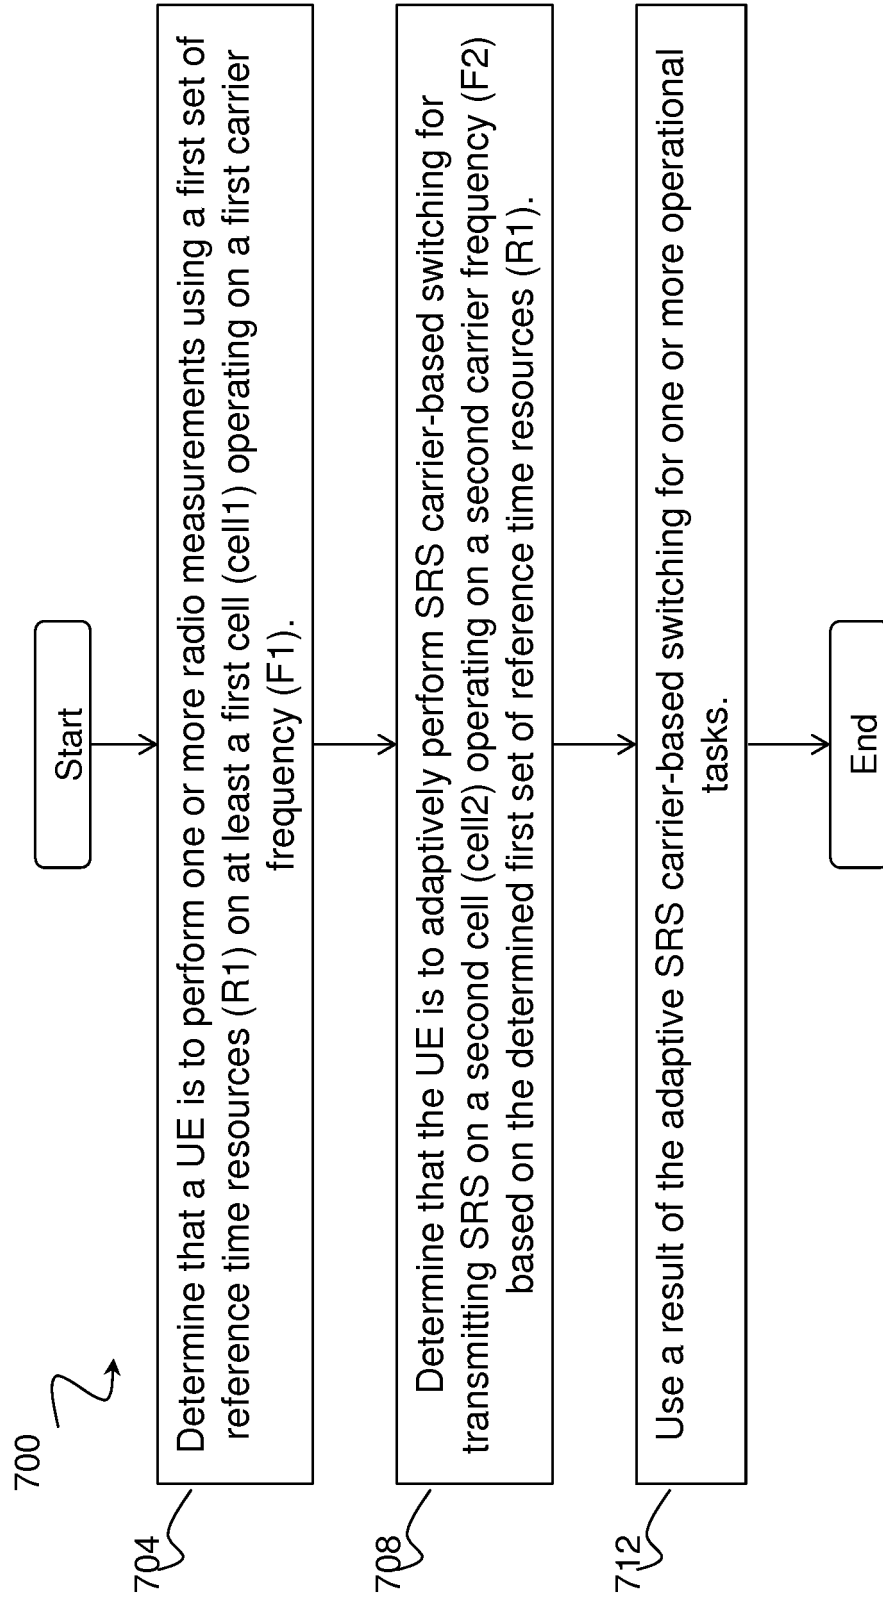 700
Start
704
Determine that a UE is to perform one or more radio measurements using a first set of
reference time resources (R1) on at least a first cell (cell1) operating on a first carrier
frequency (F1).
708
Determine that the UE is to adaptively perform SRS carrier-based switching for
transmitting SRS on a second cell (cell2) operating on a second carrier frequency (F2)
based on the determined first set of reference time resources (R1).
712
Use a result of the adaptive SRS carrier-based switching for one or more operational
tasks.
End